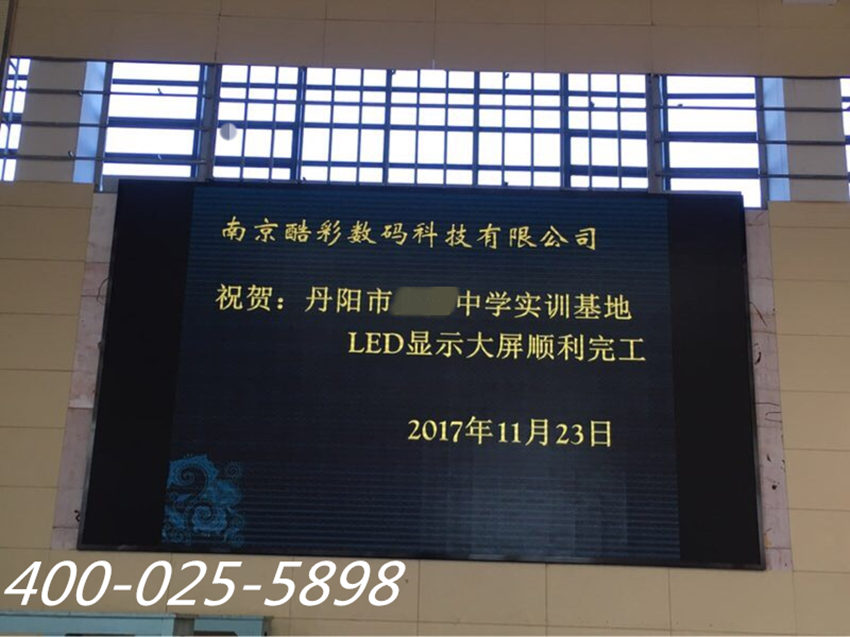 南京酷彩数码科技有限公司
祝贺：丹阳市 中学实训基地
LED显示大屏顺利完工
2017年11月23日
400-025-5898